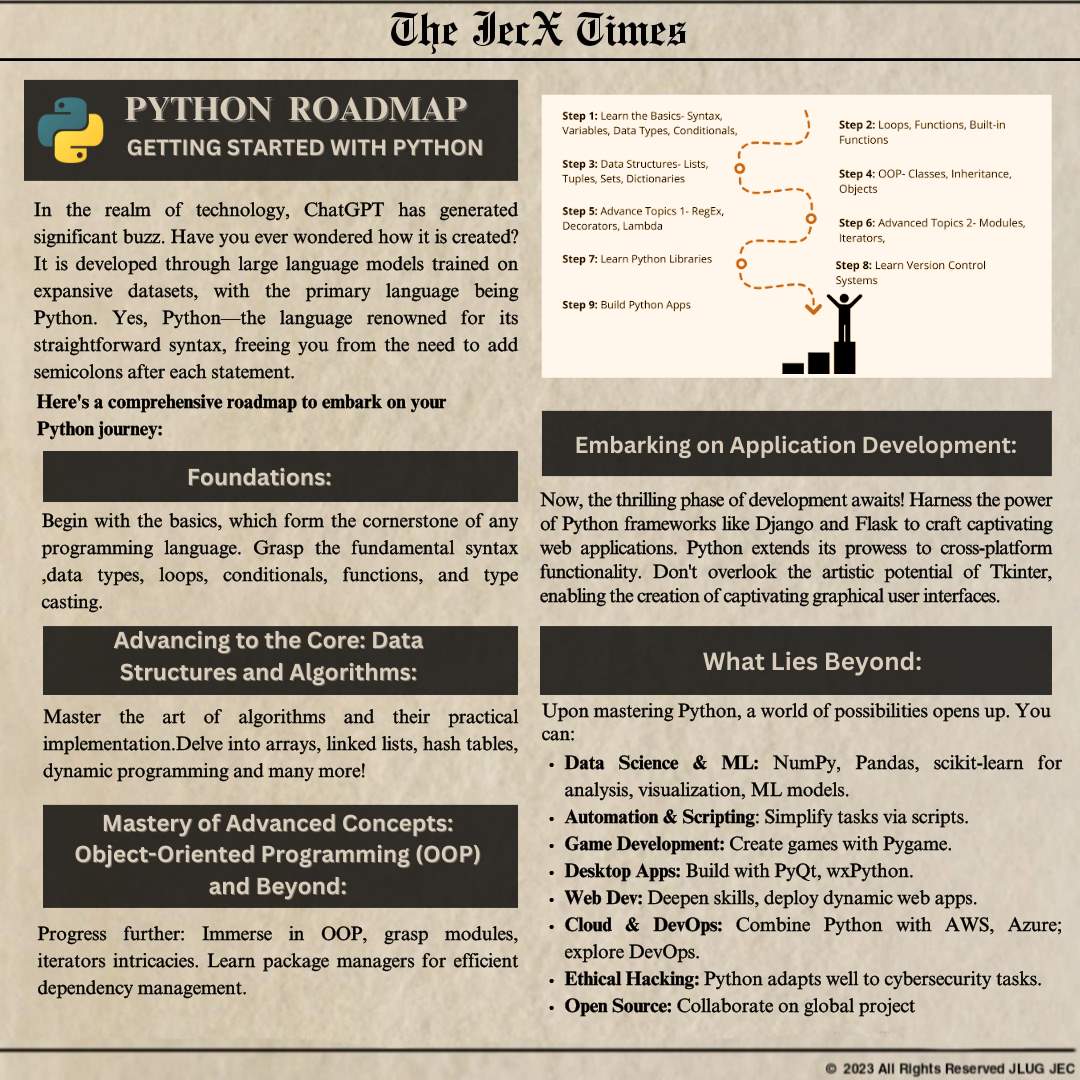 The JecX Times
PYTHON ROADMAP
GETTING STARTED WITH PYTHON
In the realm of technology, ChatGPT has generated
significant buzz. Have you ever wondered how it is created?
It is developed through large language models trained on
expansive datasets, with the primary language being
Python. Yes, Python—the language renowned for its
straightforward syntax, freeing you from the need to add
semicolons after each statement.
Here's a comprehensive roadmap to embark on your
Python journey:
Foundations:
Begin with the basics, which form the cornerstone of any
programming language. Grasp the fundamental syntax
,data types, loops, conditionals, functions, and type
casting.
Advancing to the Core: Data
Structures and Algorithms:
Master the art of algorithms and their practical
implementation.Delve into arrays, linked lists, hash tables,
dynamic programming and many more!
Mastery of Advanced Concepts:
Object-Oriented Programming (OOP)
and Beyond:
Progress further: Immerse in OOP, grasp modules,
iterators intricacies. Learn package managers for efficient
dependency management.
Step 1: Learn the Basics- Syntax,
Variables, Data Types, Conditionals,
Step 2: Loops, Functions, Built-in
Functions
Step 3: Data Structures- Lists,
Tuples, Sets, Dictionaries
Step 4: OOP- Classes, Inheritance,
Objects
Step 5: Advance Topics 1- RegEx,
Decorators, Lambda
Step 6: Advanced Topics 2- Modules,
Iterators,
Step 7: Learn Python Libraries
Step 8: Learn Version Control
Systems
Step 9: Build Python Apps
Embarking on Application Development:
Now, the thrilling phase of development awaits! Harness the power
of Python frameworks like Django and Flask to craft captivating
web applications. Python extends its prowess to cross-platform
functionality. Don't overlook the artistic potential of Tkinter,
enabling the creation of captivating graphical user interfaces.
What Lies Beyond:
Upon mastering Python, a world of possibilities opens up. You
can:
• Data Science & ML: NumPy, Pandas, scikit-learn for
analysis, visualization, ML models.
• Automation & Scripting: Simplify tasks via scripts.
• Game Development: Create games with Pygame.
• Desktop Apps: Build with PyQt, wxPython.
• Web Dev: Deepen skills, deploy dynamic web apps.
• Cloud & DevOps: Combine Python with AWS, Azure;
explore DevOps.
• Ethical Hacking: Python adapts well to cybersecurity tasks.
• Open Source: Collaborate on global project
© 2023 All Rights Reserved JLUG JEC